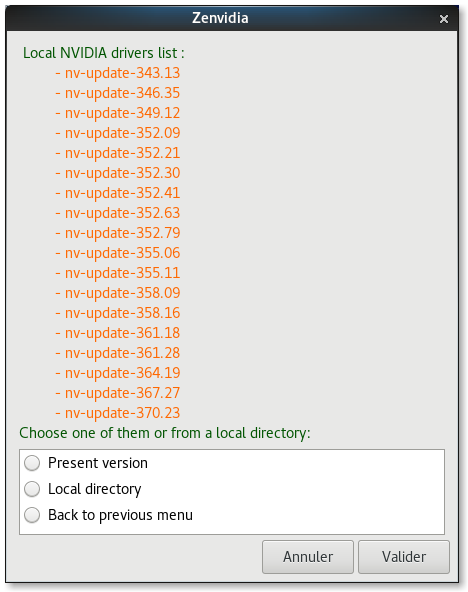 Zenvidia
Local NVIDIA drivers list :
- nv-update-343.13
- nv-update-346.35
- nv-update-349.12
- nv-update-352.09
- nv-update-352.21
- nv-update-352.30
- nv-update-352.41
- nv-update-352.63
- nv-update-352.79
- nv-update-355.06
- nv-update-355.11
- nv-update-358.09
- nv-update-358.16
- nv-update-361.18
- nv-update-361.28
- nv-update-364.19
- nv-update-367.27
- nv-update-370.23
Choose one of them or from a local directory:
Present version
Local directory
Back to previous menu
Annuler Valider